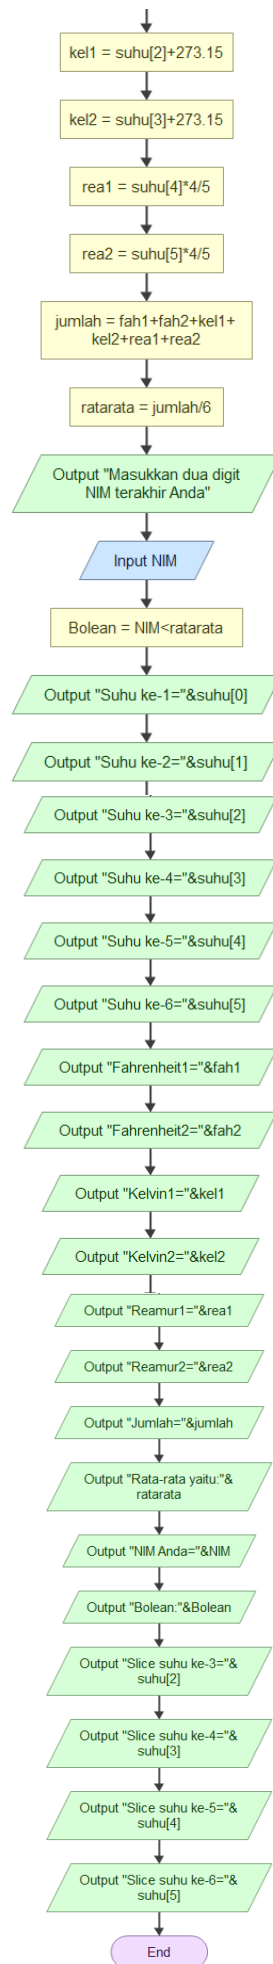 kel1 = suhu[2]+273.15
kel2 = suhu[3]+273.15
rea1 = suhu[4]*4/5
rea2 = suhu[5]*4/5
jumlah = fah1+fah2+kel1+
kel2+rea1+rea2
ratarata = jumlah/6
Output "Masukkan dua digit
NIM terakhir Anda"
Input NIM
Bolean = NIM<ratarata
Output "Suhu ke-1="&suhu[0]
Output "Suhu ke-2="&suhu[1]
Output "Suhu ke-3="&suhu[2]
Output "Suhu ke-4="&suhu[3]
Output "Suhu ke-5="&suhu[4]
Output "Suhu ke-6="&suhu[5]
Output "Fahrenheit1="&fah1
Output "Fahrenheit2="&fah2
Output "Kelvin1="&kel1
Output "Kelvin2="&kel2
Output "Reamur1="&rea1
Output "Reamur2="&rea2
Output "Jumlah="&jumlah
Output "Rata-rata yaitu:"&
ratarata
Output "NIM Anda="&NIM
Output "Bolean:"&Bolean
Output "Slice suhu ke-3="&
suhu[2]
Output "Slice suhu ke-4="&
suhu[3]
Output "Slice suhu ke-5="&
suhu[4]
Output "Slice suhu ke-6="&
suhu[5]
End